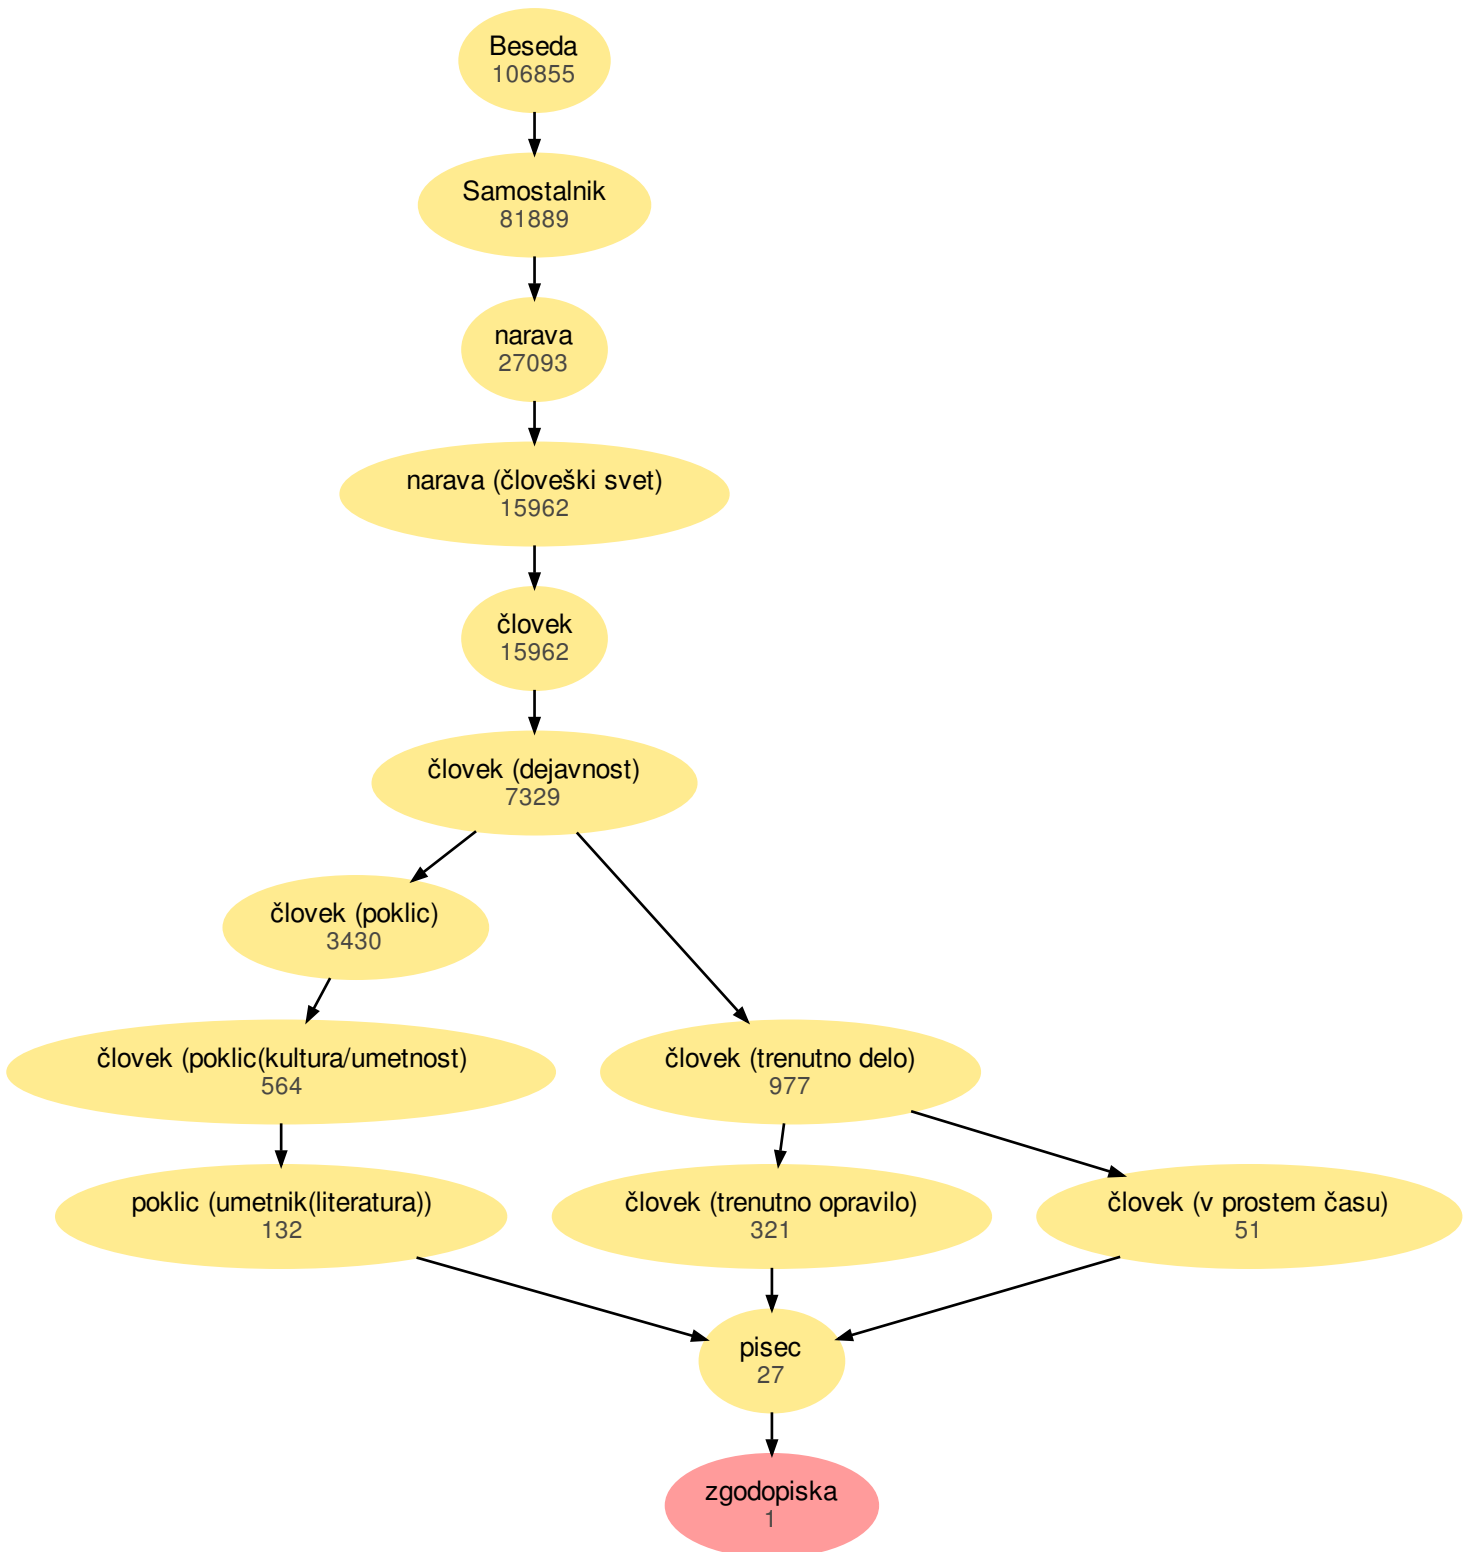 Beseda
106855
Samostalnik
81889
narava
27093
narava (človeški svet)
15962
človek
15962
človek (dejavnost)
7329
človek (poklic)
3430
človek (poklic(kultura/umetnost)
564
človek (trenutno delo)
977
poklic (umetnik(literatura))
132
človek (trenutno opravilo)
321
človek (v prostem času)
51
pisec
27
zgodopiska
1